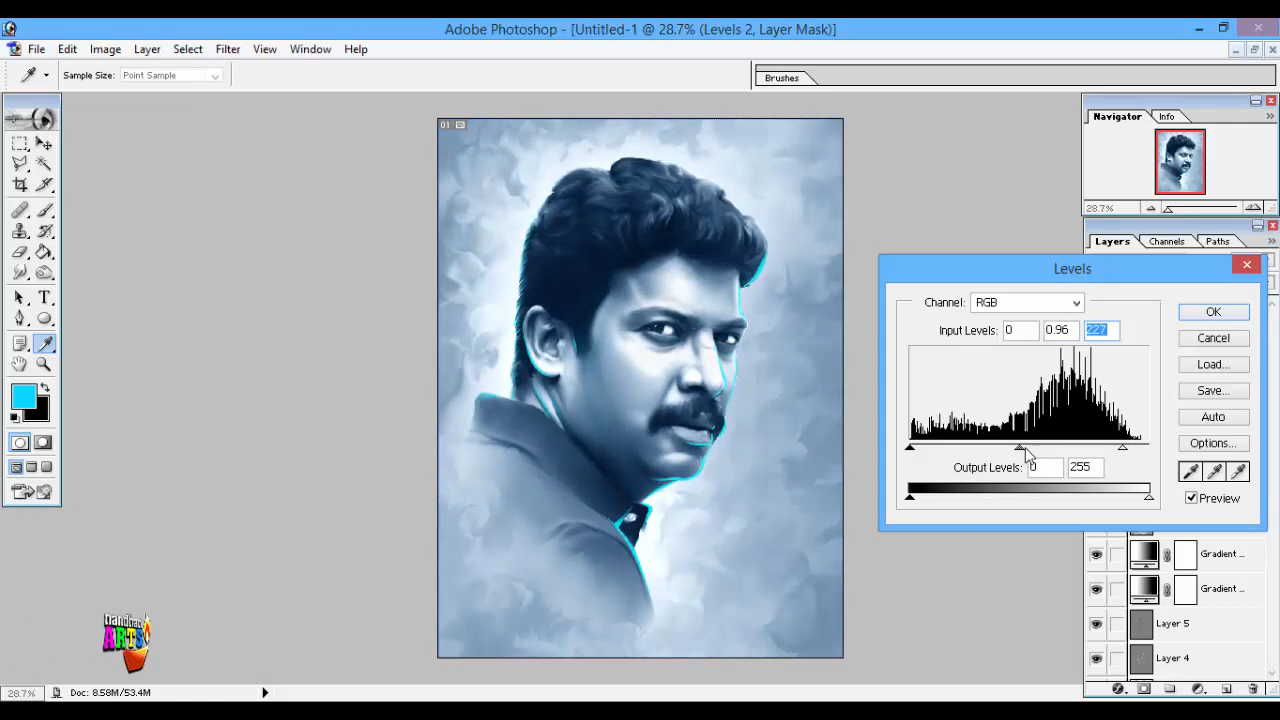 Adobe Photoshop - [Untitled-1 @ 28.7% (Levels 2, Layer Mask)]
File Edit Image Layer Select Filter View Window Help
Sample Size: Point Sample
Brushes
01
Navigator Info
28.7%
Layers Channels Paths
Levels
Channel: RGB
OK
Input Levels: 0 0.96 227
Cancel
Load...
Save...
Auto
Options...
Output Levels: 0 255
Preview
Gradient ...
Gradient ...
Layer 5
Layer 4
ARTS
28.7% Doc: 8.58M/53.4M